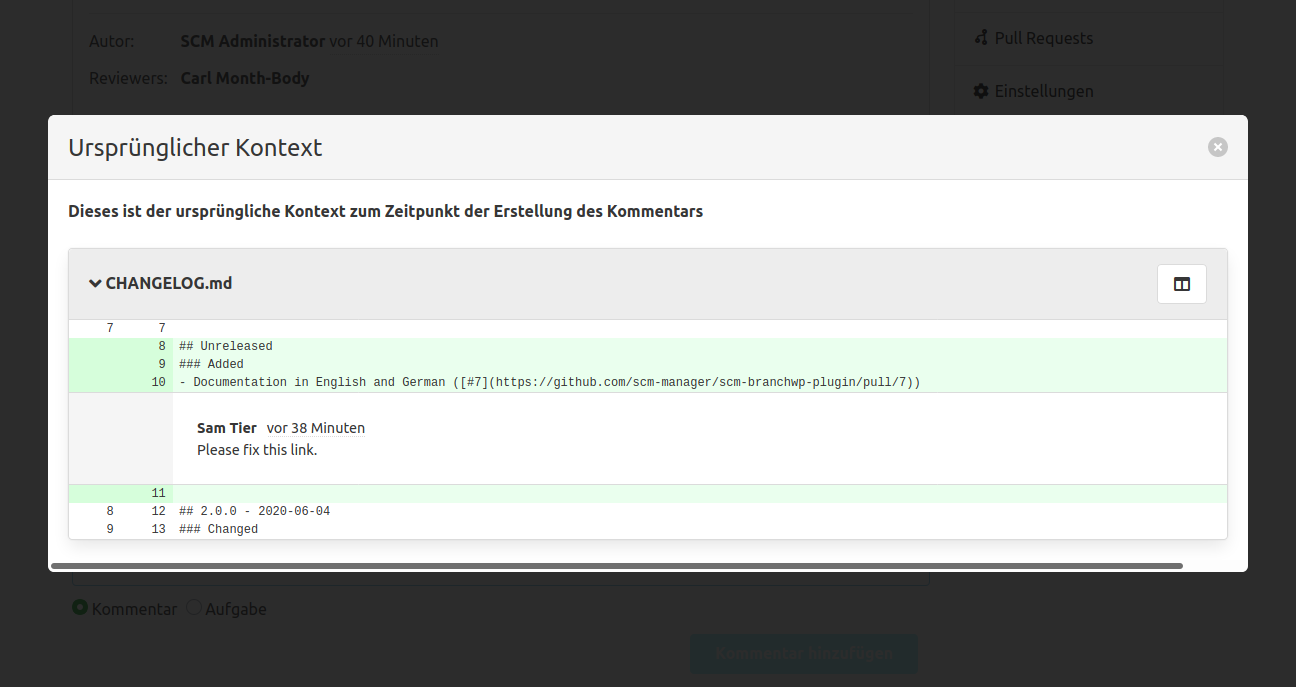 Autor: SCM Administrator vor 40 Minuten
Pull Requests
Reviewers: Carl Month-Body
Einstellungen
Ursprünglicher Kontext
Dieses ist der ursprüngliche Kontext zum Zeitpunkt der Erstellung des Kommentars
CHANGELOG.md
7 7
8 ## Unreleased
9 ### Added
10 - Documentation in English and German ([#7](https://github.com/scm-manager/scm-branchwp-plugin/pull/7))
Sam Tier vor 38 Minuten
Please fix this link.
11
8 12 ## 2.0.0 - 2020-06-04
9 13 ### Changed
Kommentar Aufgabe
Kommentar hinzufügen